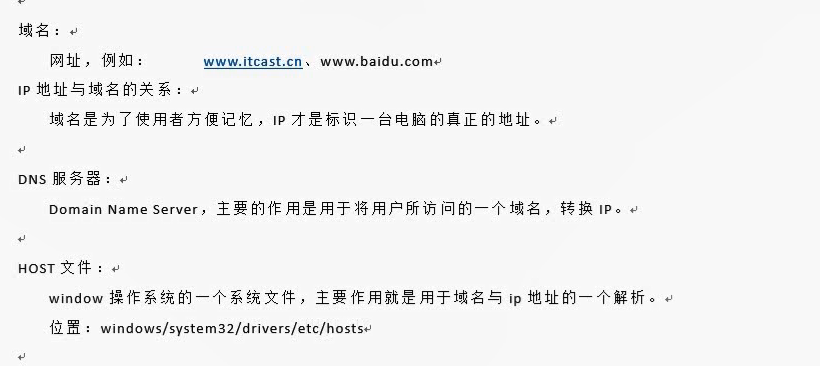 域名：
网址，例如： www.itcast.cn、www.baidu.com
IP 地址与域名的关系：
域名是为了使用者方便记忆，IP 才是标识一台电脑的真正的地址。
DNS 服务器：
Domain Name Server，主要的作用是用于将用户所访问的一个域名，转换 IP。
HOST 文件：
window 操作系统的一个系统文件，主要作用就是用于域名与 ip 地址的一个解析。
位置：windows/system32/drivers/etc/hosts